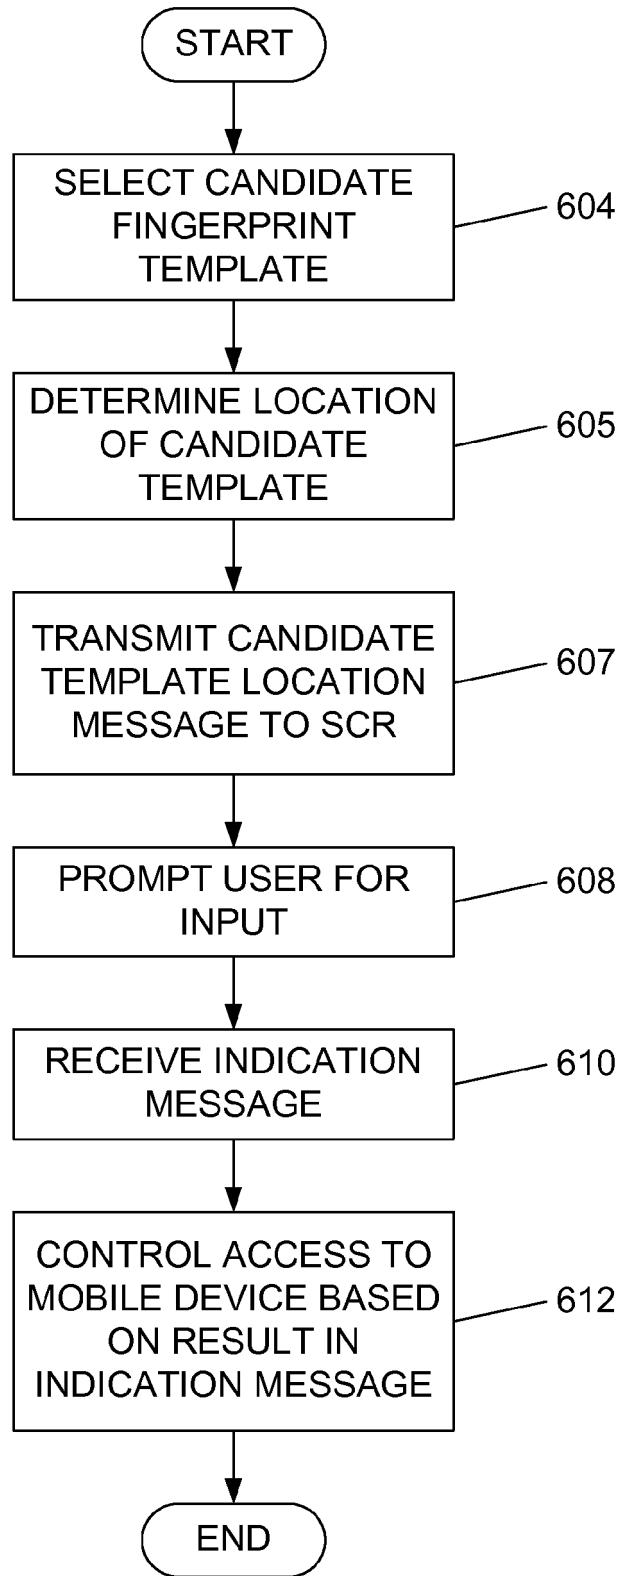 START
SELECT CANDIDATE
FINGERPRINT
TEMPLATE
604
DETERMINE LOCATION
OF CANDIDATE
TEMPLATE
605
TRANSMIT CANDIDATE
TEMPLATE LOCATION
MESSAGE TO SCR
607
PROMPT USER FOR
INPUT
608
RECEIVE INDICATION
MESSAGE
610
CONTROL ACCESS TO
MOBILE DEVICE BASED
ON RESULT IN
INDICATION MESSAGE
612
END